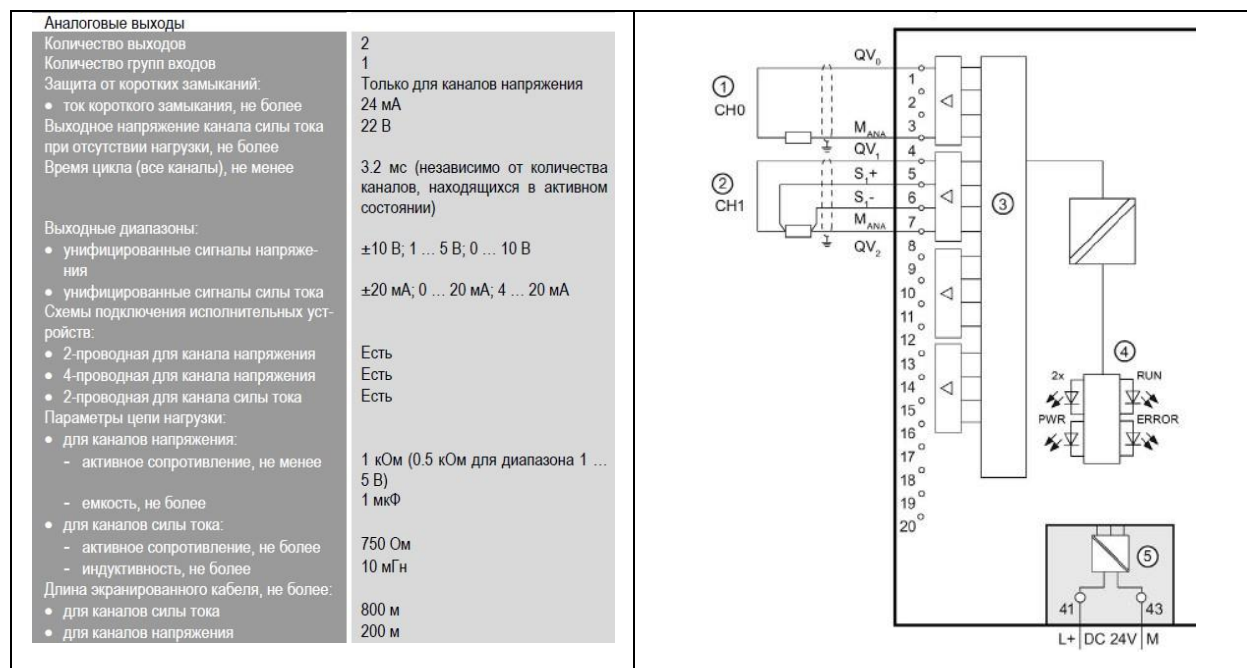 Аналоговые выходы
Количество выходов 2
Количество групп входов 1
Защита от коротких замыканий: Только для каналов напряжения
• ток короткого замыкания, не более 24 мА
Выходное напряжение канала силы тока 22 В
при отсутствии нагрузки, не более
Время цикла (все каналы), не менее 3.2 мс (независимо от количества
каналов, находящихся в активном
состоянии)
Выходные диапазоны:
• унифицированные сигналы напряже- ±10 В; 1 … 5 В; 0 … 10 В
ния
• унифицированные сигналы силы тока ±20 мА; 0 … 20 мА; 4 … 20 мА
Схемы подключения исполнительных уст-
ройств:
• 2-проводная для канала напряжения Есть
• 4-проводная для канала напряжения Есть
• 2-проводная для канала силы тока Есть
Параметры цепи нагрузки:
• для каналов напряжения:
- активное сопротивление, не менее 1 кОм (0.5 кОм для диапазона 1 …
5 В)
- емкость, не более 1 мкФ
• для каналов силы тока:
- активное сопротивление, не более 750 Ом
- индуктивность, не более 10 мГн
Длина экранированного кабеля, не более:
• для каналов силы тока 800 м
• для каналов напряжения 200 м
QV0
1
CH0
MANA
QV1
2
CH1
S1+
S1-
MANA
QV2
1
2
3
4
5
6
7
8
9
10
11
12
13
14
15
16
17
18
19
20
3
4
2x RUN
PWR ERROR
5
41 43
L+ DC 24V M